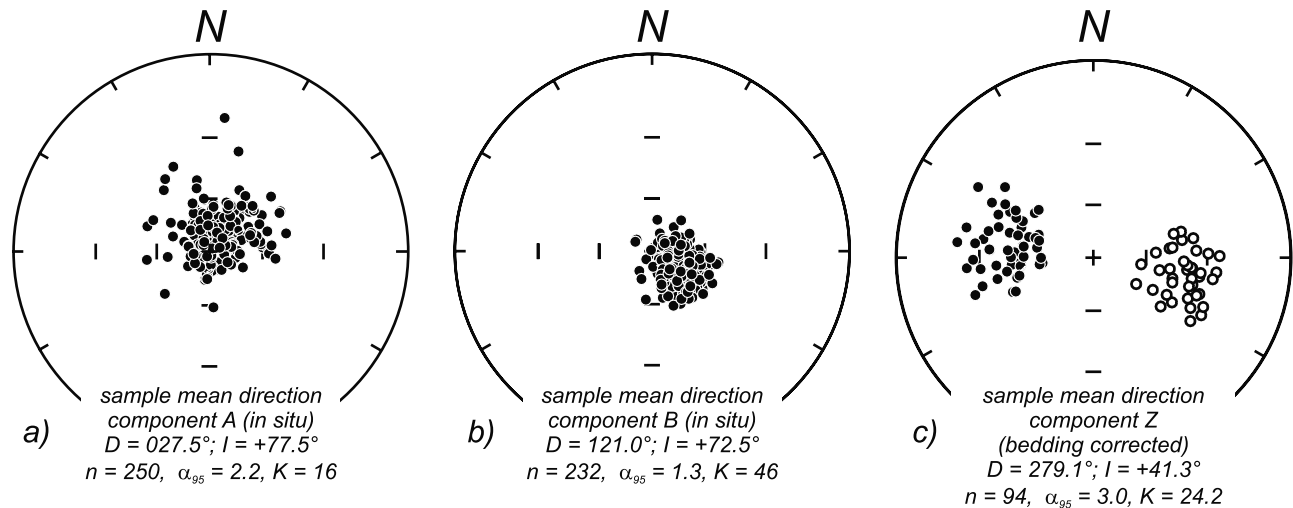 N
sample mean direction
component A (in situ)
a)
D = 027.5°; I = +77.5°
n = 250, α95 = 2.2, K = 16
N
sample mean direction
component B (in situ)
b)
D = 121.0°; I = +72.5°
n = 232, α95 = 1.3, K = 46
N
sample mean direction
component Z
c)
(bedding corrected)
D = 279.1°; I = +41.3°
n = 94, α95 = 3.0, K = 24.2